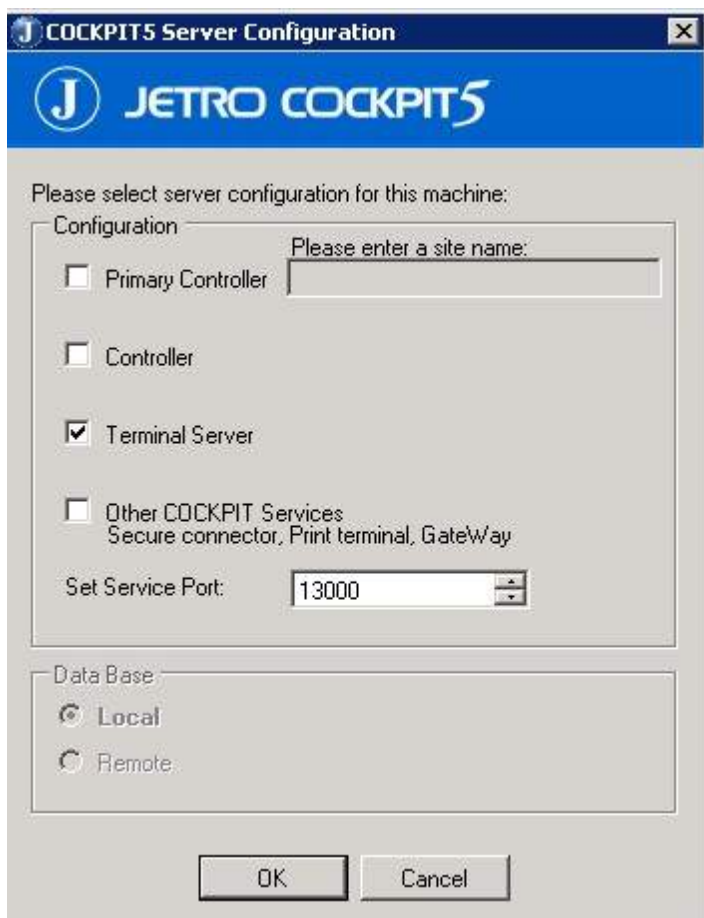 J COCKPIT5 Server Configuration
J JETRO COCKPIT5
Please select server configuration for this machine:
Configuration
Please enter a site name:
Primary Controller
Controller
Terminal Server
Other COCKPIT Services
Secure connector, Print terminal, GateWay
Set Service Port: 13000
Data Base
Local
Remote
OK Cancel